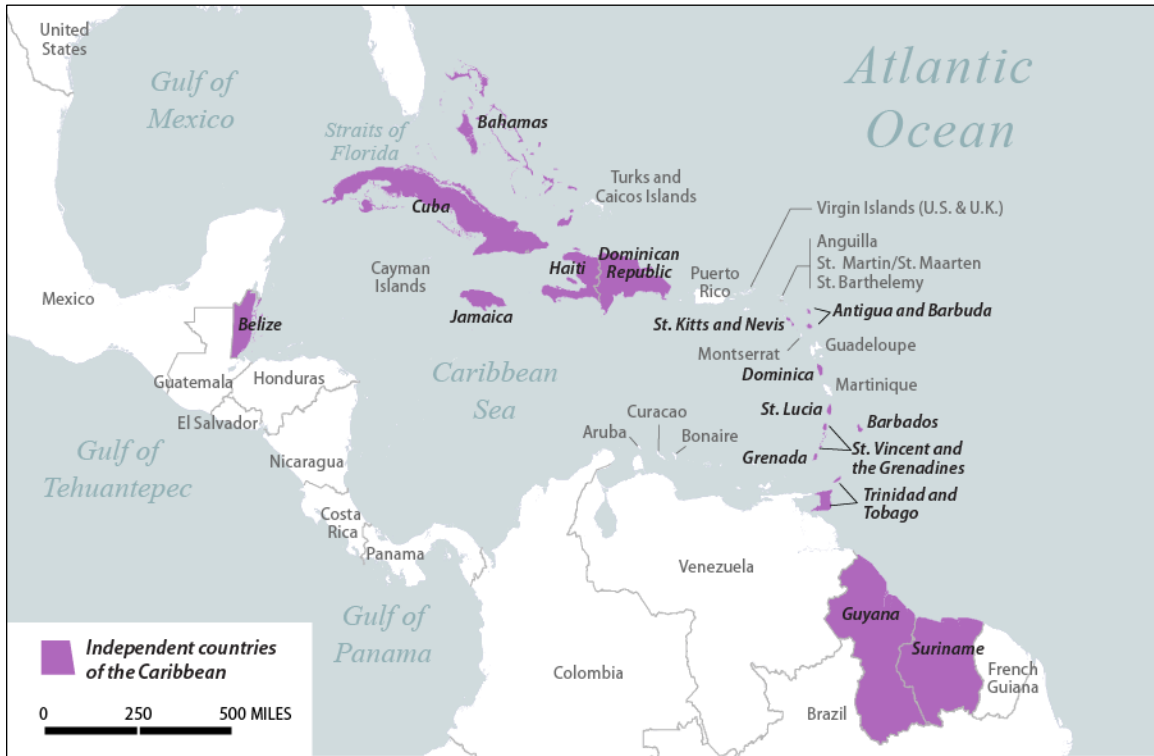 United
States
Gulf of
Mexico
Atlantic
Ocean
Straits of
Florida
Bahamas
Turks and
Caicos Islands
Cuba
Virgin Islands (U.S. & U.K.)
Anguilla
St. Martin/St. Maarten
St. Barthelemy
Cayman
Islands
Haiti
Dominican
Republic
Puerto
Rico
Mexico
Belize
Jamaica
St. Kitts and Nevis
Antigua and Barbuda
Montserrat
Guadeloupe
Guatemala
Honduras
Caribbean
Sea
Dominica
Martinique
El Salvador
St. Lucia
Barbados
Curacao
Aruba
Bonaire
Grenada
St. Vincent and
the Grenadines
Gulf of
Tehuantepec
Nicaragua
Trinidad and
Tobago
Costa
Rica
Panama
Venezuela
Gulf of
Panama
Guyana
Suriname
French
Guiana
Colombia
Brazil
Independent countries
of the Caribbean
0 250 500 MILES